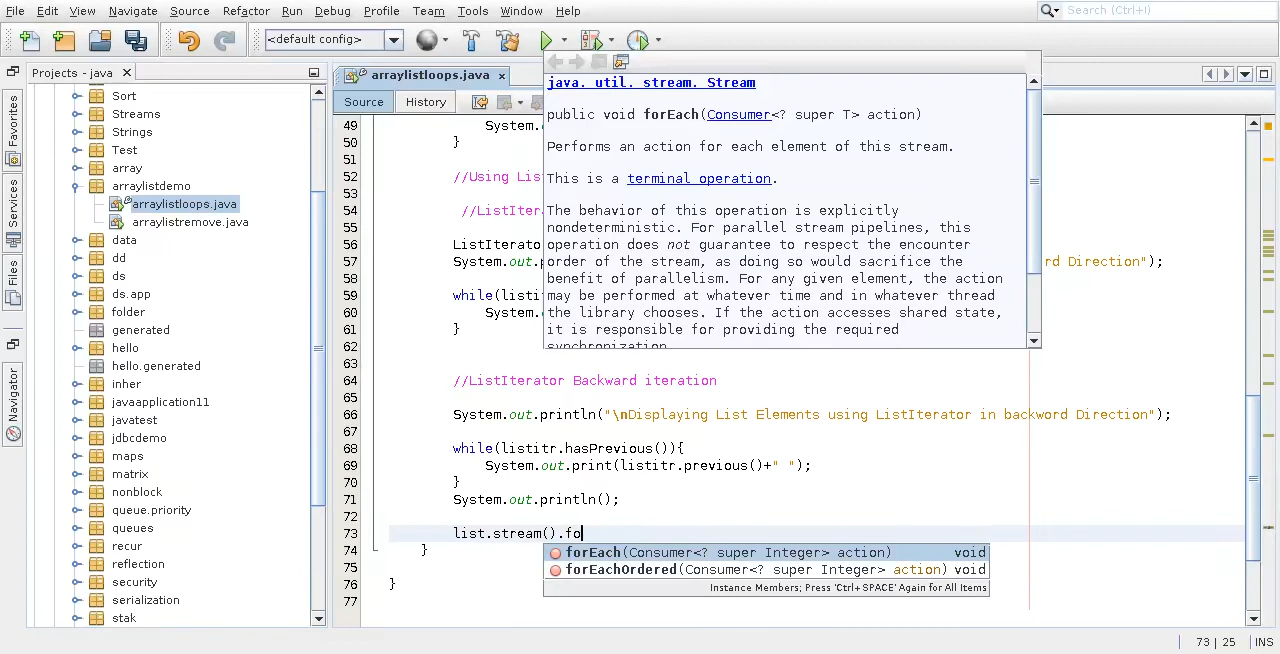 File Edit View Navigate Source Refactor Run Debug Profile Team Tools Window Help
Search (Ctrl+I)
<default config>
Projects - java ×
arraylistloops.java ×
Source History
Favorites
Services
Files
Navigator
Sort
Streams
Strings
Test
array
arraylistdemo
arraylistloops.java
arraylistremove.java
data
dd
ds
ds.app
folder
generated
hello
hello.generated
inher
javaapplication11
javatest
jdbcdemo
maps
matrix
nonblock
queue.priority
queues
recur
reflection
security
serialization
stak
java. util. stream. Stream
public void forEach(Consumer<? super T> action)
Performs an action for each element of this stream.
This is a terminal operation.
The behavior of this operation is explicitly
nondeterministic. For parallel stream pipelines, this
operation does not guarantee to respect the encounter
order of the stream, as doing so would sacrifice the
benefit of parallelism. For any given element, the action
may be performed at whatever time and in whatever thread
the library chooses. If the action accesses shared state,
it is responsible for providing the required
synchronization.
49 System.o
50 }
51
52 //Using Lis
53
54 //ListItera
55
56 ListIterato
57 System.out.p rd Direction");
58
59 while(listit
60 System.o
61 }
62
63
64 //ListIterator Backward iteration
65
66 System.out.println("\nDisplaying List Elements using ListIterator in backword Direction");
67
68 while(listitr.hasPrevious()){
69 System.out.print(listitr.previous()+" ");
70 }
71 System.out.println();
72
73 list.stream().fo
74 }
75
76 }
77
forEach(Consumer<? super Integer> action) void
forEachOrdered(Consumer<? super Integer> action) void
Instance Members; Press 'Ctrl+SPACE' Again for All Items
73 | 25 INS